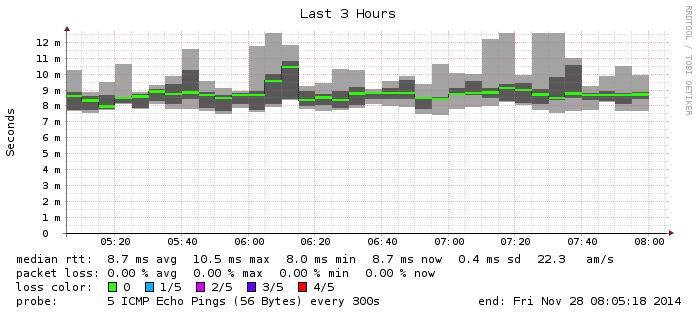 Last 3 Hours
RRDTOOL / TOBI OETIKER
Seconds
12 m
11 m
10 m
9 m
8 m
7 m
6 m
5 m
4 m
3 m
2 m
1 m
0
05:20 05:40 06:00 06:20 06:40 07:00 07:20 07:40 08:00
median rtt: 8.7 ms avg 10.5 ms max 8.0 ms min 8.7 ms now 0.4 ms sd 22.3 am/s
packet loss: 0.00 % avg 0.00 % max 0.00 % min 0.00 % now
loss color: 0 1/5 2/5 3/5 4/5
probe: 5 ICMP Echo Pings (56 Bytes) every 300s end: Fri Nov 28 08:05:18 2014